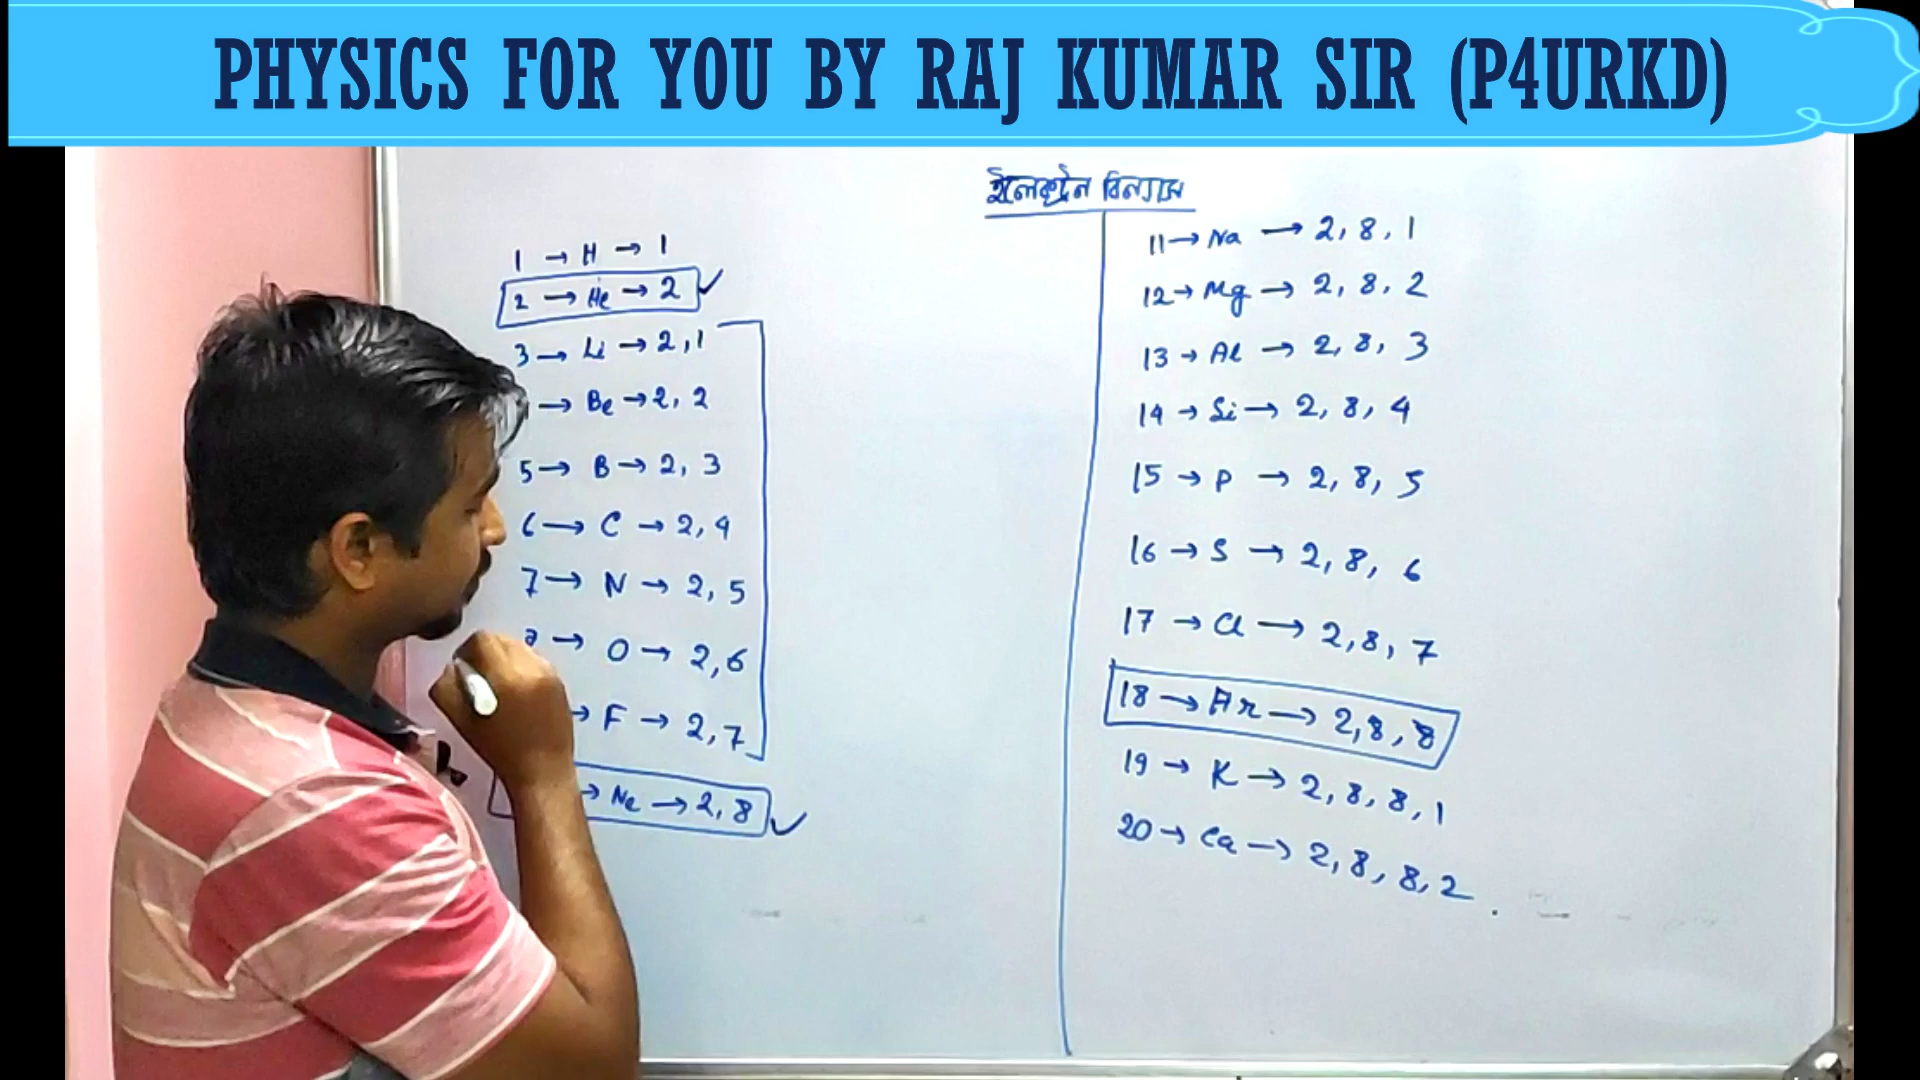 PHYSICS FOR YOU BY RAJ KUMAR SIR (P4URKD)
ইলেকট্রন বিন্যাস
1 → H → 1
2 → He → 2 ✓
3 → Li → 2,1
→ Be → 2, 2
5 → B → 2, 3
6 → C → 2, 4
7 → N → 2, 5
→ O → 2,6
→ F → 2,7
→ Ne → 2, 8 ✓
11 → Na → 2, 8, 1
12 → Mg → 2, 8, 2
13 → Al → 2, 8, 3
14 → Si → 2, 8, 4
15 → P → 2, 8, 5
16 → S → 2, 8, 6
17 → Cl → 2,8, 7
18 → Ar → 2,8,8
19 → K → 2, 8, 8, 1
20 → Ca → 2, 8, 8, 2.